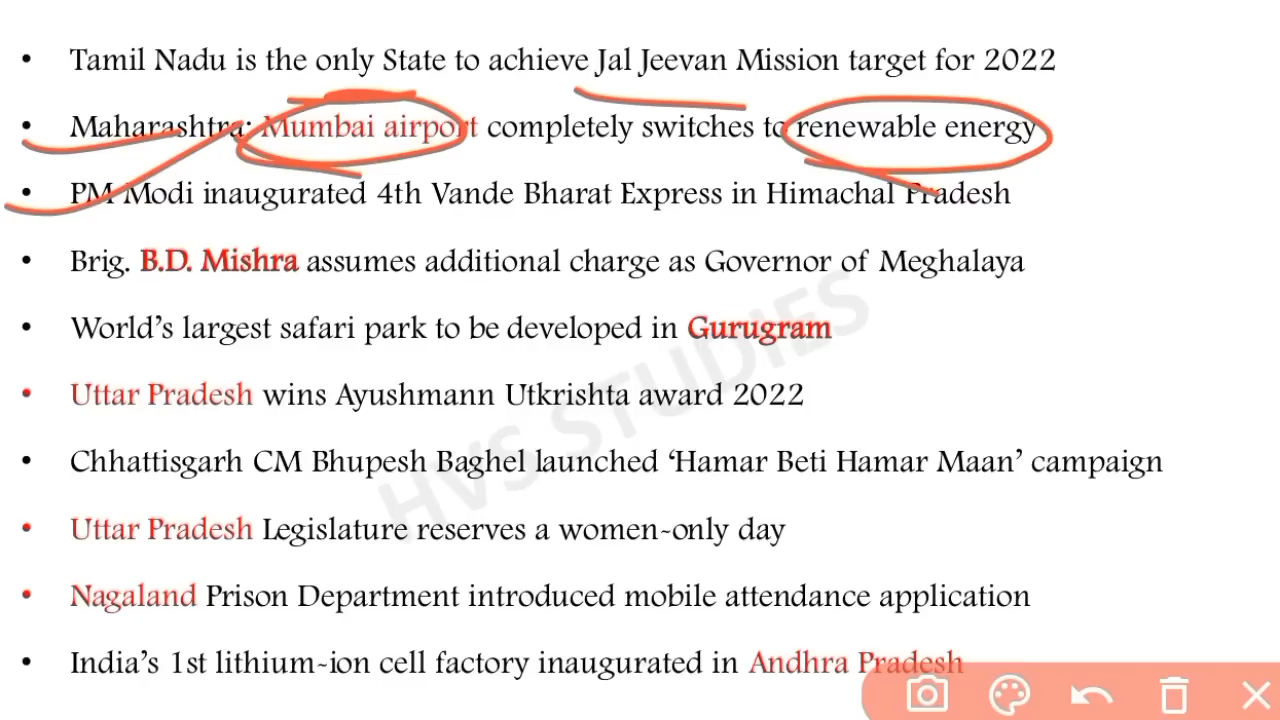 • Tamil Nadu is the only State to achieve Jal Jeevan Mission target for 2022
• Maharashtra: Mumbai airport completely switches to renewable energy
• PM Modi inaugurated 4th Vande Bharat Express in Himachal Pradesh
• Brig. B.D. Mishra assumes additional charge as Governor of Meghalaya
• World's largest safari park to be developed in Gurugram
• Uttar Pradesh wins Ayushmann Utkrishta award 2022
• Chhattisgarh CM Bhupesh Baghel launched ‘Hamar Beti Hamar Maan’ campaign
• Uttar Pradesh Legislature reserves a women-only day
• Nagaland Prison Department introduced mobile attendance application
• India’s 1st lithium-ion cell factory inaugurated in Andhra Pradesh
HVS STUDIES